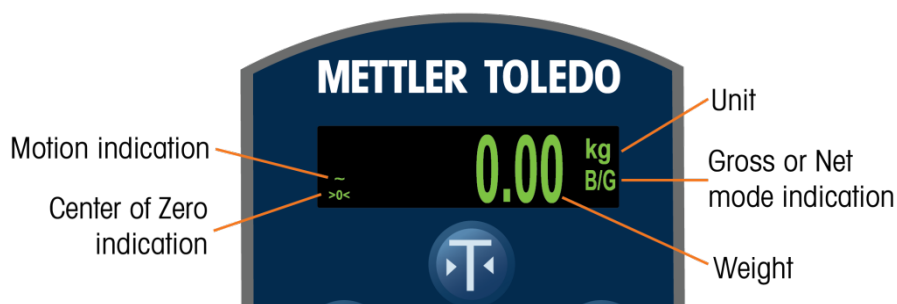 METTLER TOLEDO
Unit
Motion indication
0.00 kg
~
B/G
Gross or Net
mode indication
>0<
Center of Zero
indication
T
Weight